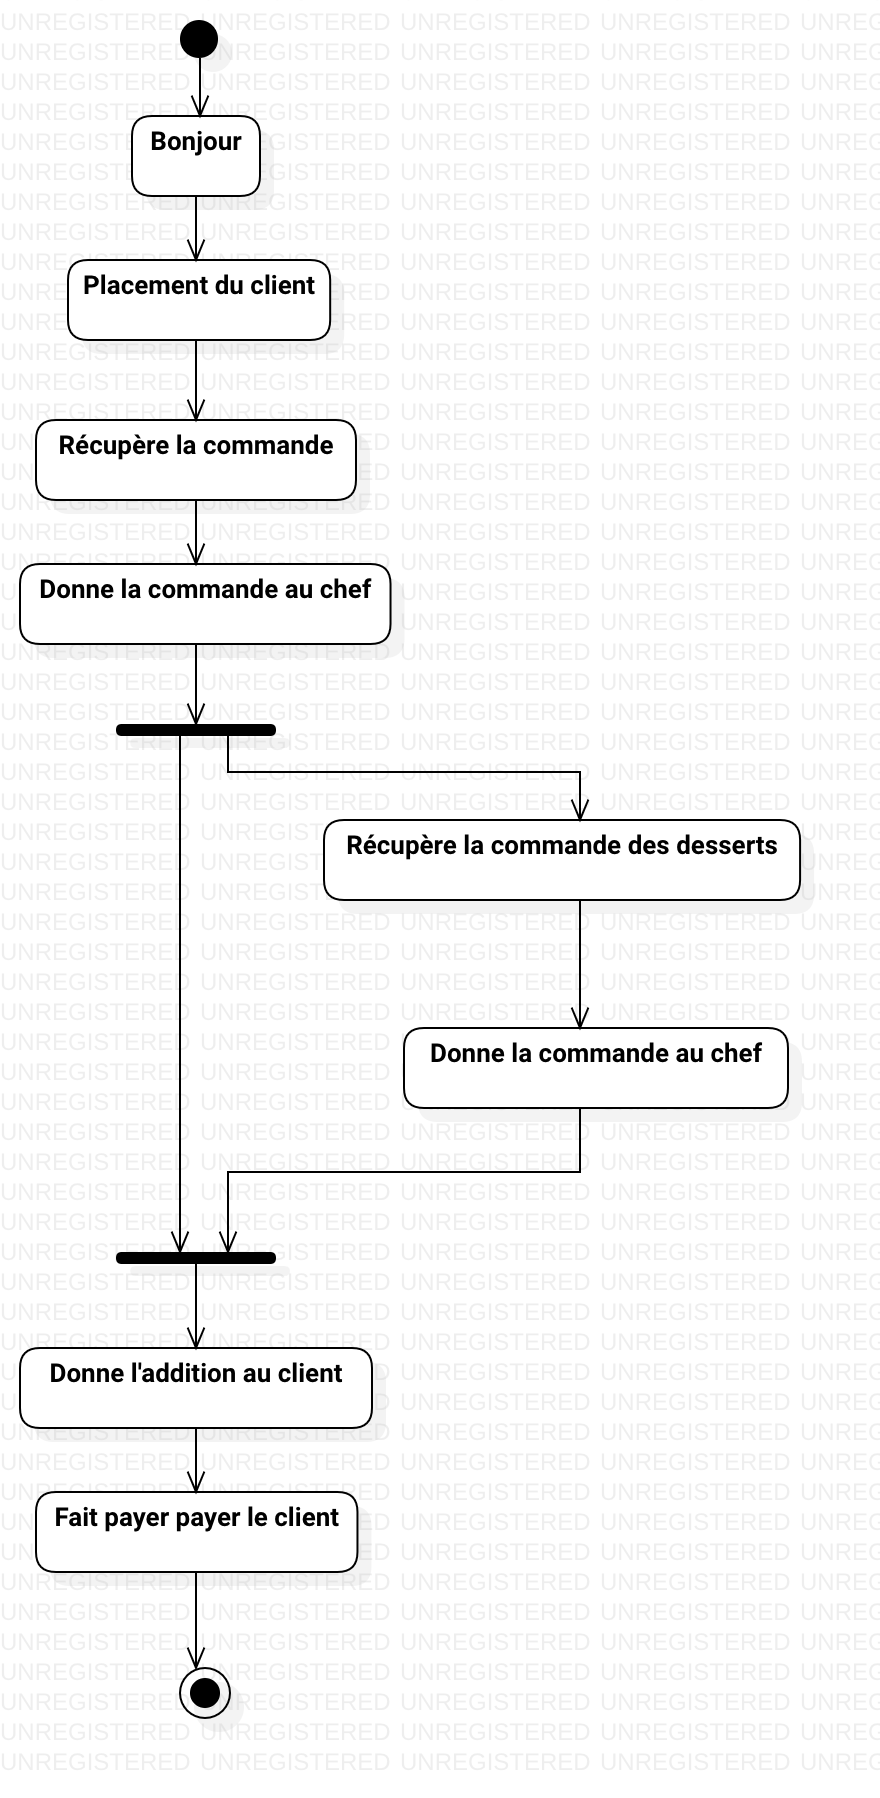 Bonjour
Placement du client
Récupère la commande
Donne la commande au chef
Récupère la commande des desserts
Donne la commande au chef
Donne l'addition au client
Fait payer payer le client
UNREGISTERED